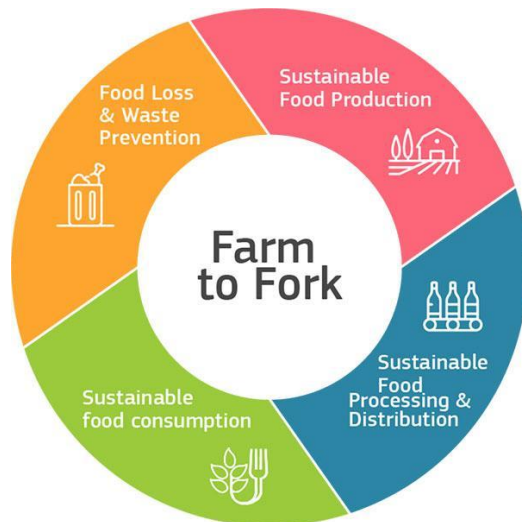 Farm
to Fork
Sustainable
Food Production
Sustainable
Food
Processing &
Distribution
Sustainable
food consumption
Food Loss
& Waste
Prevention